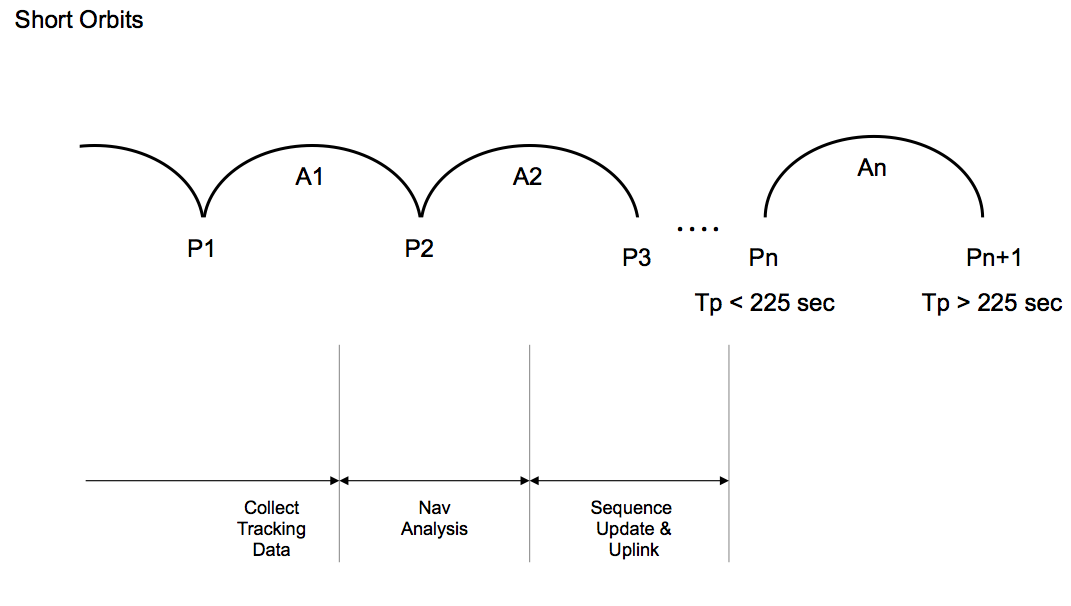 Short Orbits
A1
A2
An
P1
P2
P3
....
Pn
Pn+1
Tp < 225 sec
Tp > 225 sec
Collect
Tracking
Data
Nav
Analysis
Sequence
Update &
Uplink